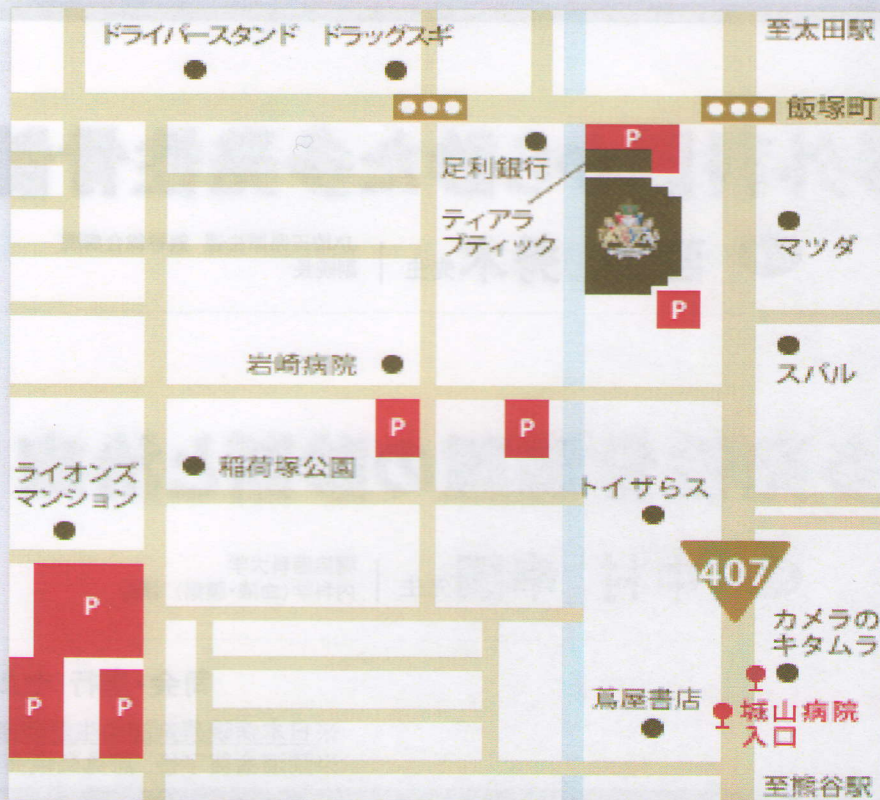 至太田駅
ドライバースタンド
ドラッグスギ
飯塚町
P
足利銀行
ティアラ
ブティック
マツダ
P
岩崎病院
スバル
P
P
稲荷塚公園
ライオンズ
マンション
トイザらス
407
P
カメラの
キタムラ
P
P
蔦屋書店
城山病院
入口
至熊谷駅